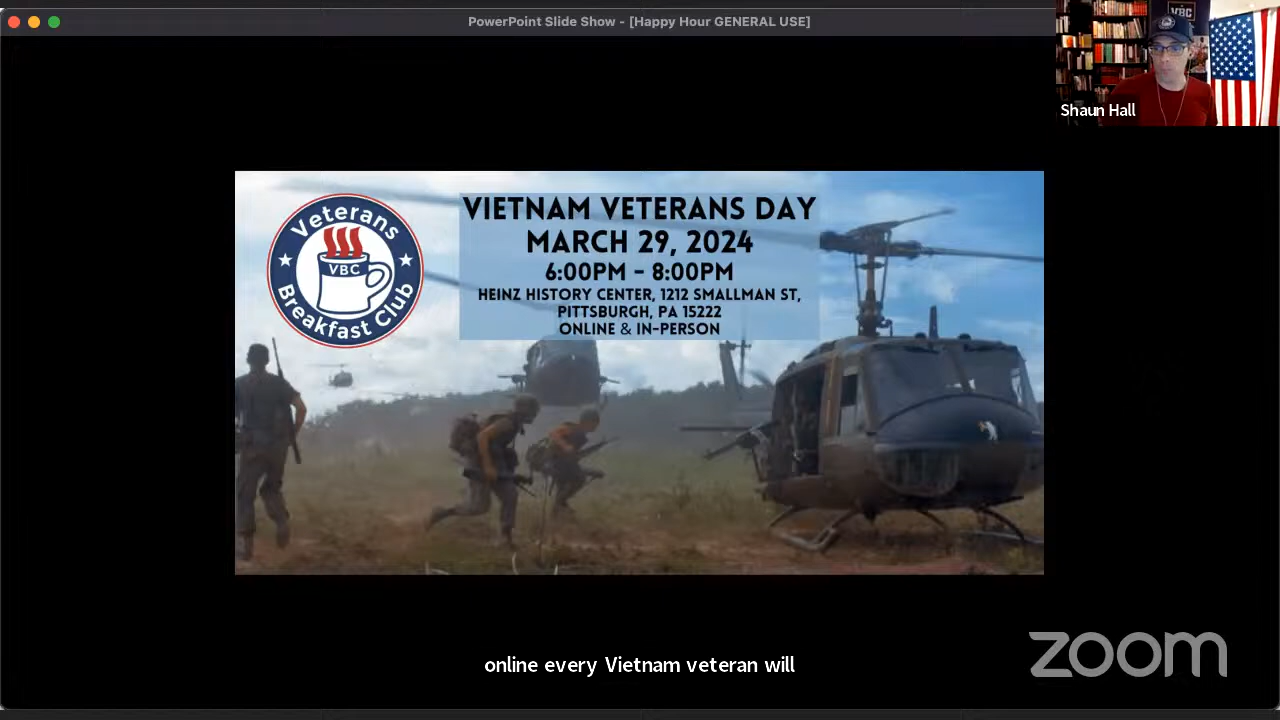 PowerPoint Slide Show - [Happy Hour GENERAL USE]
VBC
Shaun Hall
Veterans
VBC
Breakfast Club
VIETNAM VETERANS DAY
MARCH 29, 2024
6:00PM - 8:00PM
HEINZ HISTORY CENTER, 1212 SMALLMAN ST,
PITTSBURGH, PA 15222
ONLINE & IN-PERSON
online every Vietnam veteran will
zoom